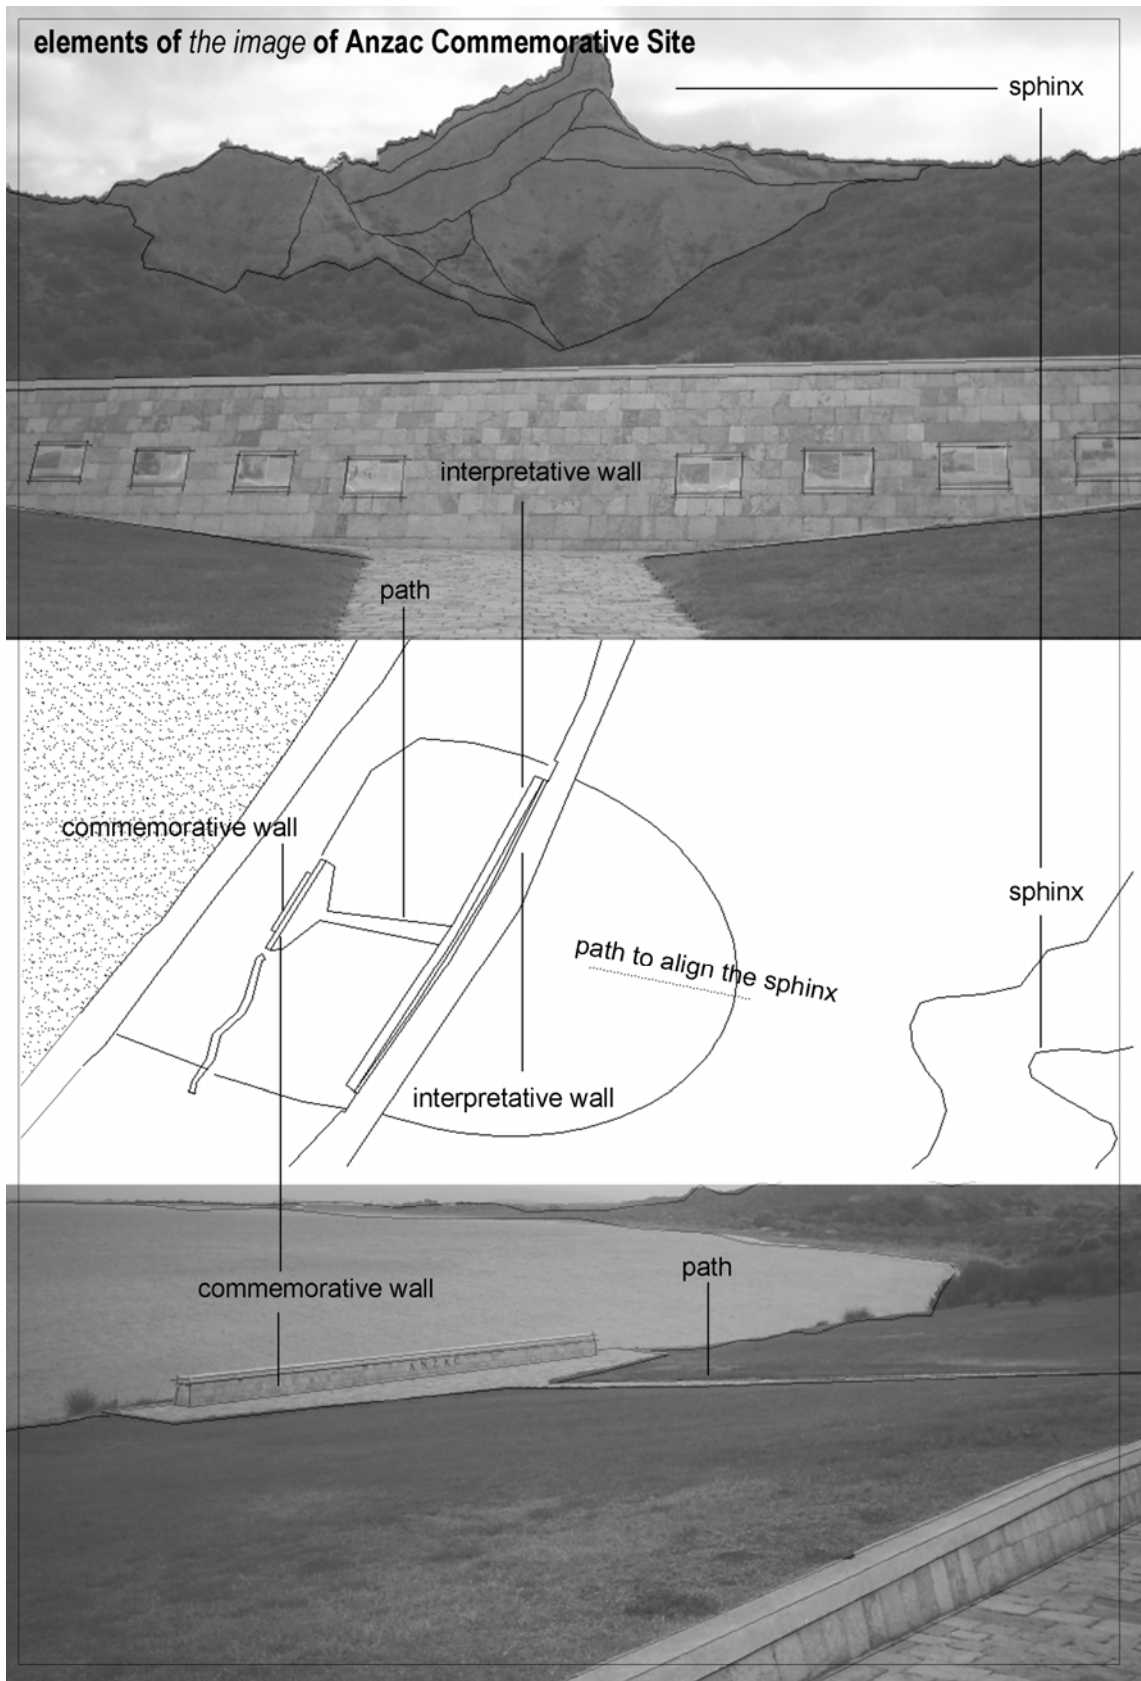 elements of the image of Anzac Commemorative Site
sphinx
interpretative wall
path
commemorative wall
sphinx
path to align the sphinx
interpretative wall
path
commemorative wall
ANZAC